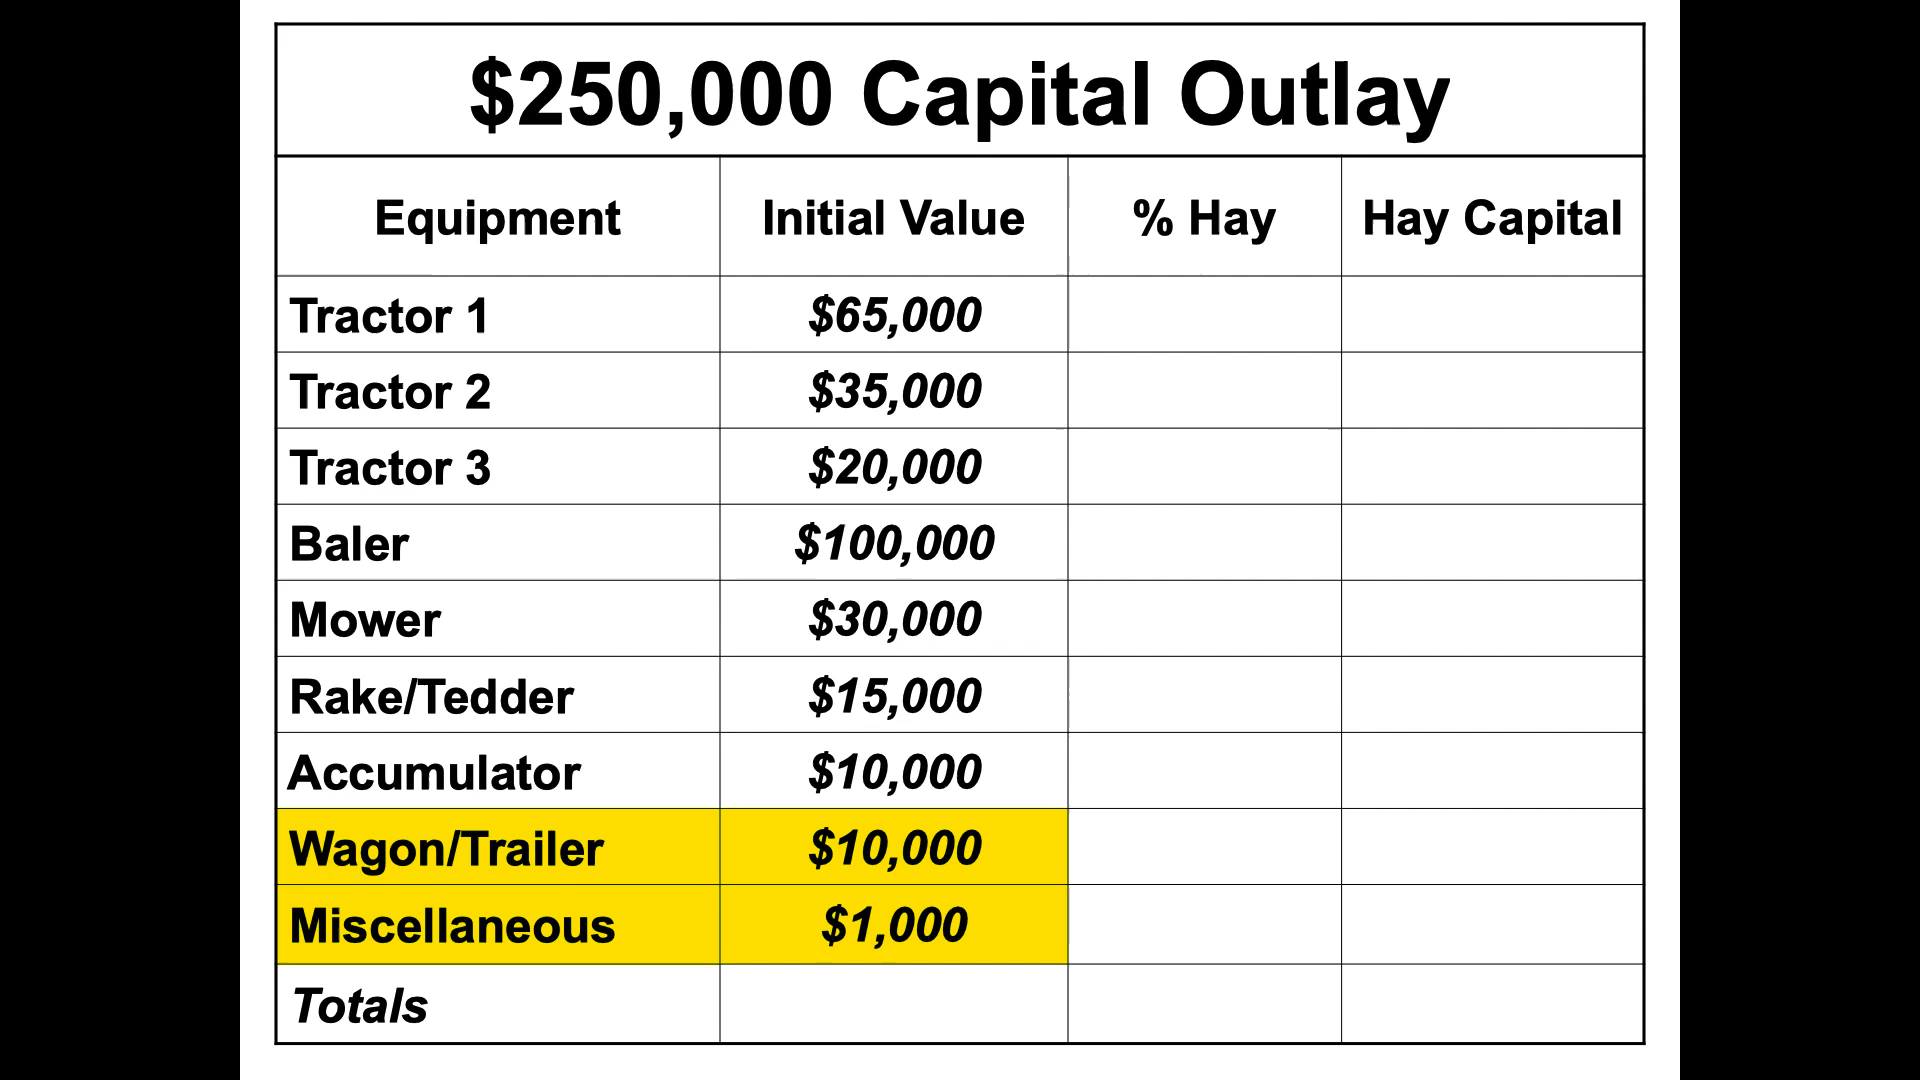 $250,000 Capital Outlay
Equipment Initial Value % Hay Hay Capital
Tractor 1 $65,000
Tractor 2 $35,000
Tractor 3 $20,000
Baler $100,000
Mower $30,000
Rake/Tedder $15,000
Accumulator $10,000
Wagon/Trailer $10,000
Miscellaneous $1,000
Totals